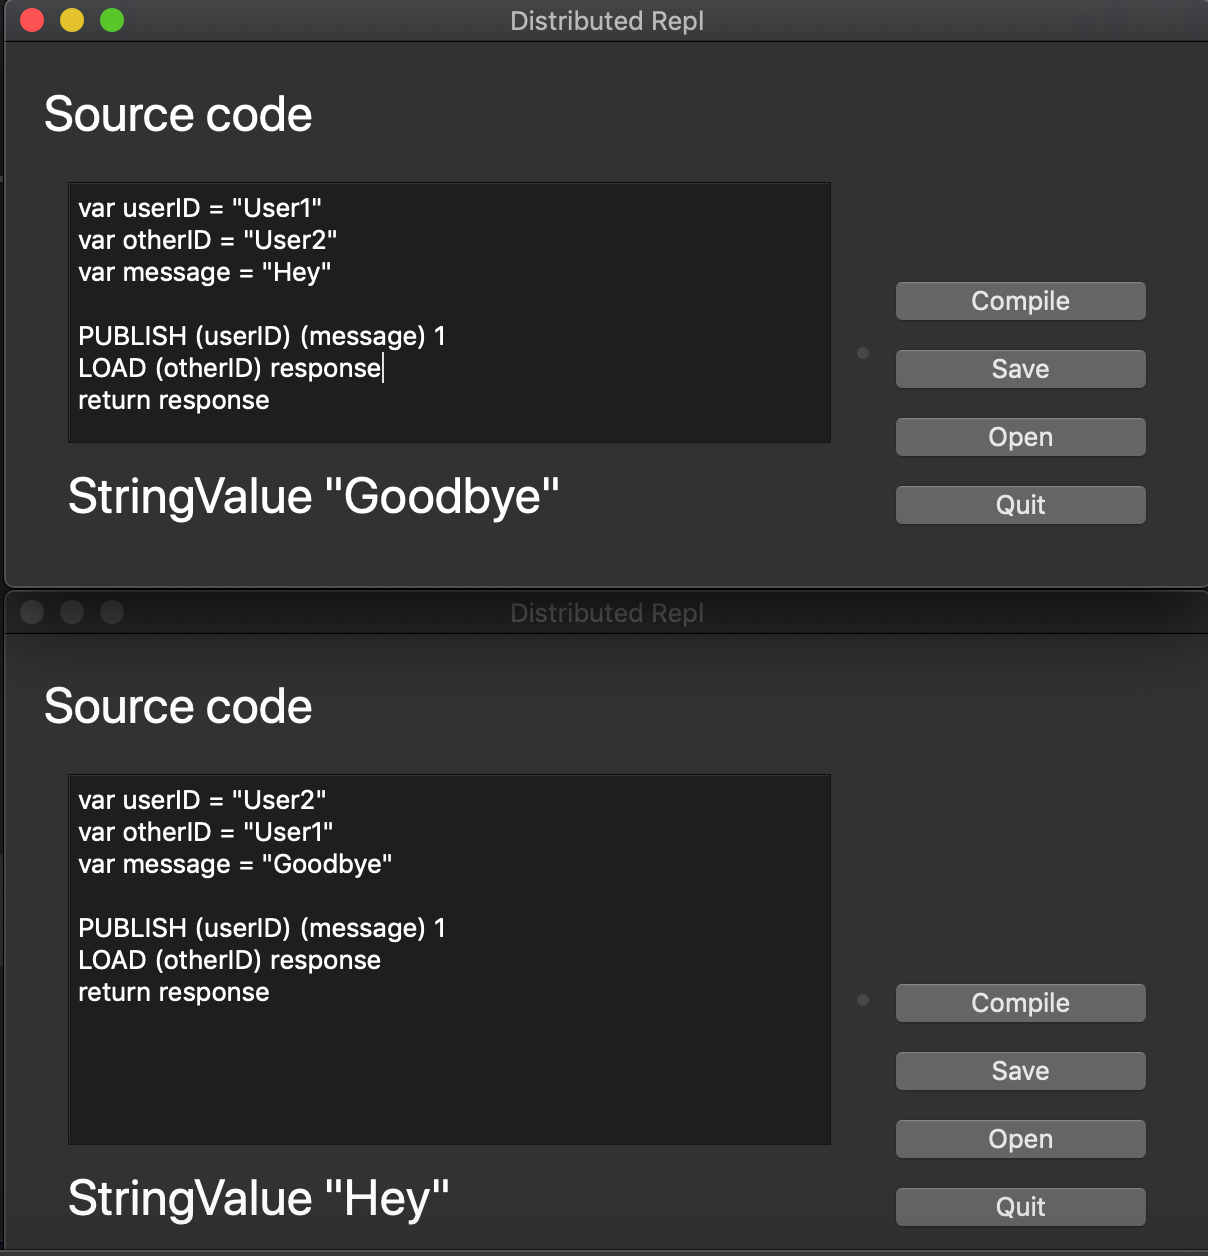 Distributed Repl
Source code
var userID = "User1"
var otherID = "User2"
var message = "Hey"
PUBLISH (userID) (message) 1
LOAD (otherID) response
return response
Compile
Save
Open
Quit
StringValue "Goodbye"
Distributed Repl
Source code
var userID = "User2"
var otherID = "User1"
var message = "Goodbye"
PUBLISH (userID) (message) 1
LOAD (otherID) response
return response
Compile
Save
Open
Quit
StringValue "Hey"